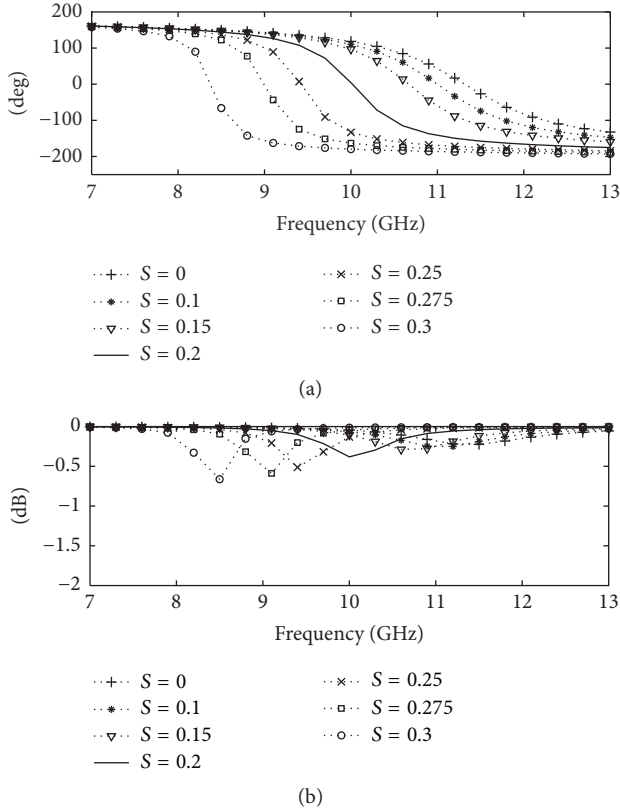 200
100
0
−100
−200
(deg)
7 8 9 10 11 12 13
Frequency (GHz)
S = 0
S = 0.1
S = 0.15
S = 0.2
S = 0.25
S = 0.275
S = 0.3
(a)
0
−0.5
−1
−1.5
−2
(dB)
7 8 9 10 11 12 13
Frequency (GHz)
S = 0
S = 0.1
S = 0.15
S = 0.2
S = 0.25
S = 0.275
S = 0.3
(b)